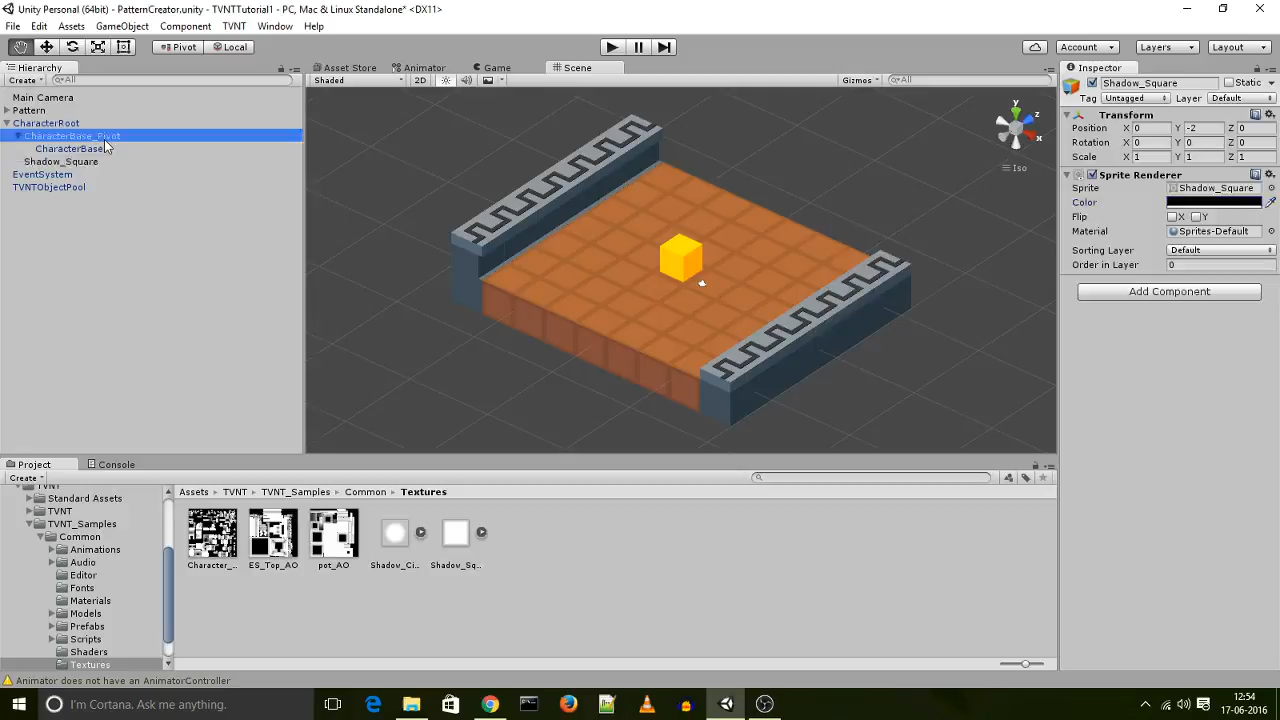 Unity Personal (64bit) - PatternCreator.unity - TVNTTutorial1 - PC, Mac & Linux Standalone* <DX11>
File Edit Assets GameObject Component TVNT Window Help
Pivot Local Account Layers Layout
Hierarchy Asset Store Animator Game Scene Inspector
Create All Shaded 2D Gizmos All Shadow_Square Static
Tag Untagged Layer Default
Main Camera
Pattern
CharacterRoot
CharacterBase_Pivot
CharacterBase
Shadow_Square
EventSystem
TVNTObjectPool
y
z
x
Iso
Transform
Position X 0 Y -2 Z 0
Rotation X 0 Y 0 Z 0
Scale X 1 Y 1 Z 1
Sprite Renderer
Sprite Shadow_Square
Color
Flip X Y
Material Sprites-Default
Sorting Layer Default
Order in Layer 0
Add Component
Project Console
Create
Assets TVNT TVNT_Samples Common Textures
TVNT
Standard Assets
TVNT
TVNT_Samples
Common
Animations
Audio
Editor
Fonts
Materials
Models
Prefabs
Scripts
Shaders
Textures
Character_... ES_Top_AO pot_AO Shadow_Ci... Shadow_Sq...
Animator does not have an AnimatorController
I'm Cortana. Ask me anything.
12:54
17-06-2016